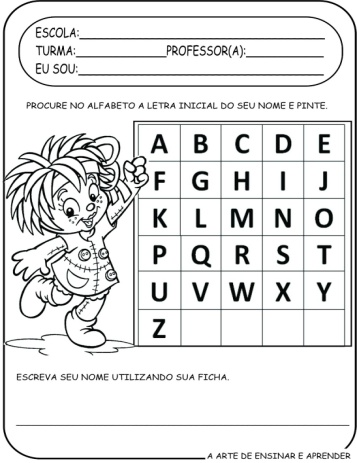 ESCOLA:
TURMA: PROFESSOR(A):
EU SOU:
PROCURE NO ALFABETO A LETRA INICIAL DO SEU NOME E PINTE.
A B C D E
F G H I J
K L M N O
P Q R S T
U V W X Y
Z
ESCREVA SEU NOME UTILIZANDO SUA FICHA.
A ARTE DE ENSINAR E APRENDER